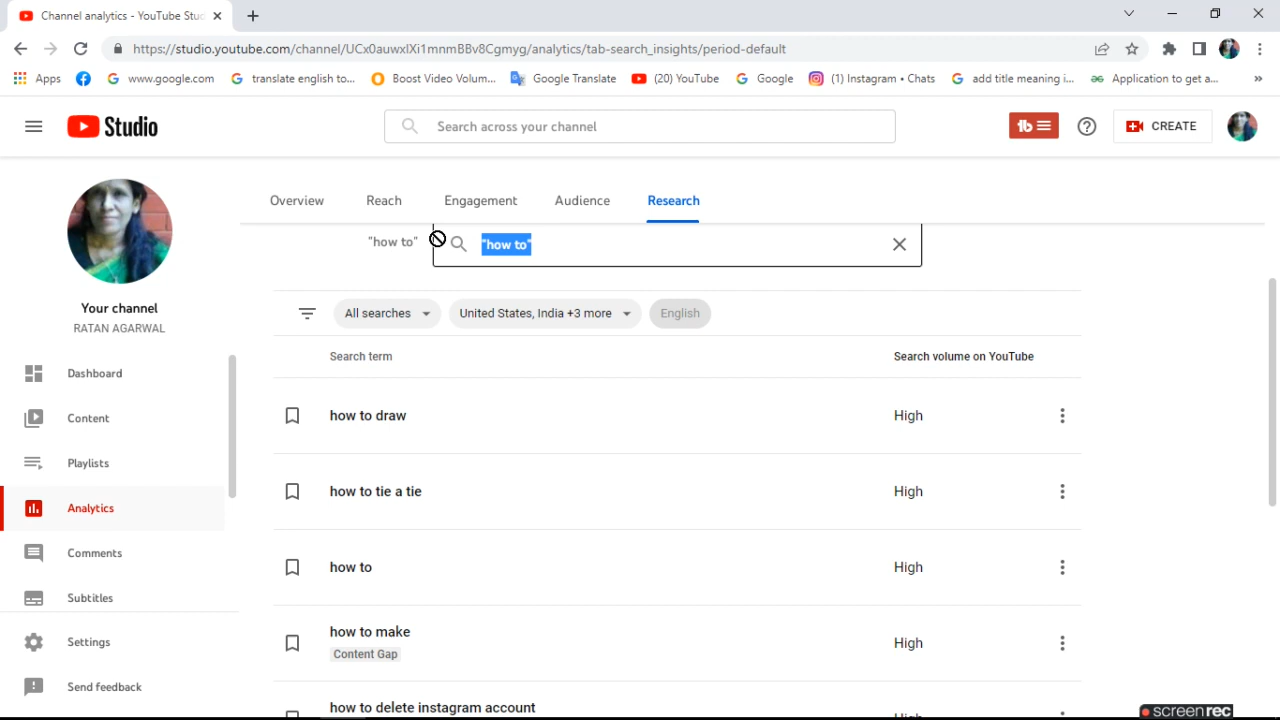 Channel analytics - YouTube Stu
https://studio.youtube.com/channel/UCx0auwxlXi1mnmBBv8Cgmyg/analytics/tab-search_insights/period-default
Apps www.google.com translate english to... Boost Video Volum... Google Translate (20) YouTube Google (1) Instagram • Chats add title meaning i... Application to get a... »
Studio
Search across your channel
CREATE
Overview Reach Engagement Audience Research
"how to"
"how to"
All searches United States, India +3 more English
Search term Search volume on YouTube
how to draw High
how to tie a tie High
how to High
how to make High
Content Gap
how to delete instagram account
Your channel
RATAN AGARWAL
Dashboard
Content
Playlists
Analytics
Comments
Subtitles
Settings
Send feedback
screenrec